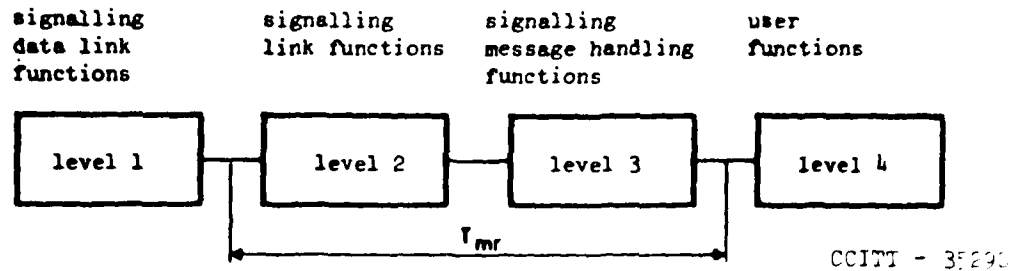 signalling data link functions
signalling link functions
signalling message handling functions
user functions
level 1
level 2
level 3
level 4
Tmr
CCITT -